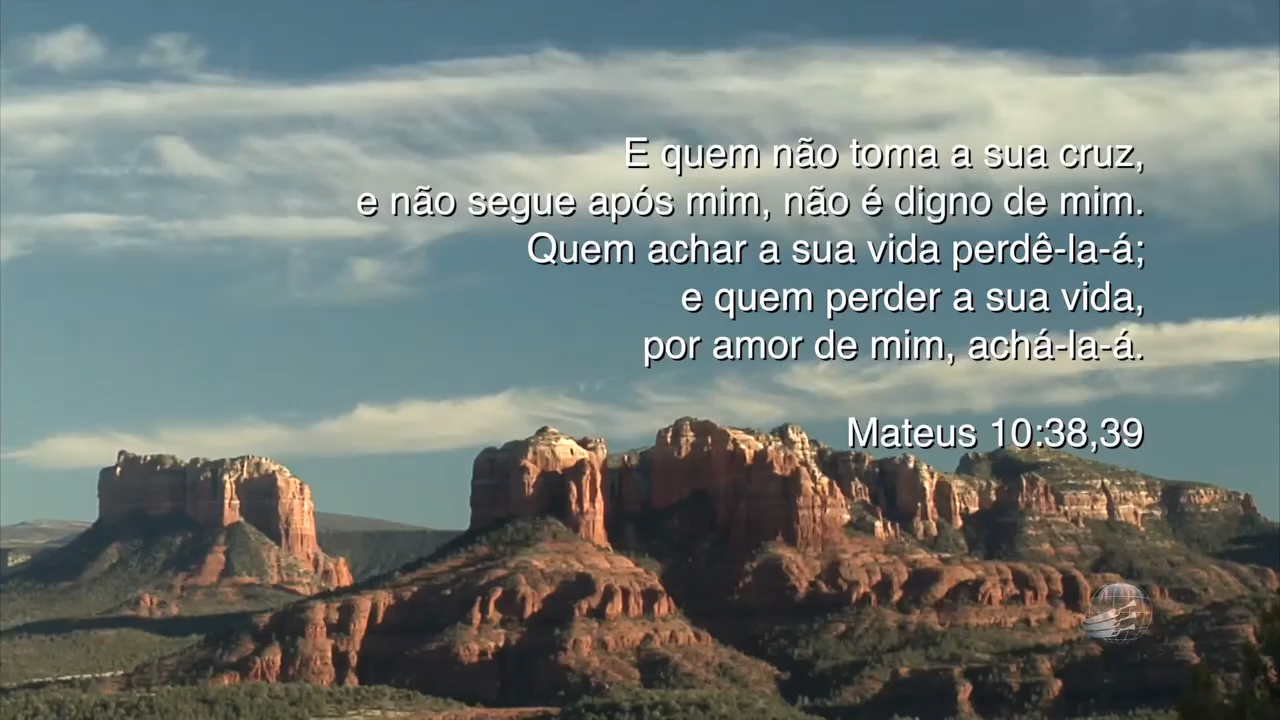 E quem não toma a sua cruz,
e não segue após mim, não é digno de mim.
Quem achar a sua vida perdê-la-á;
e quem perder a sua vida,
por amor de mim, achá-la-á.
Mateus 10:38,39